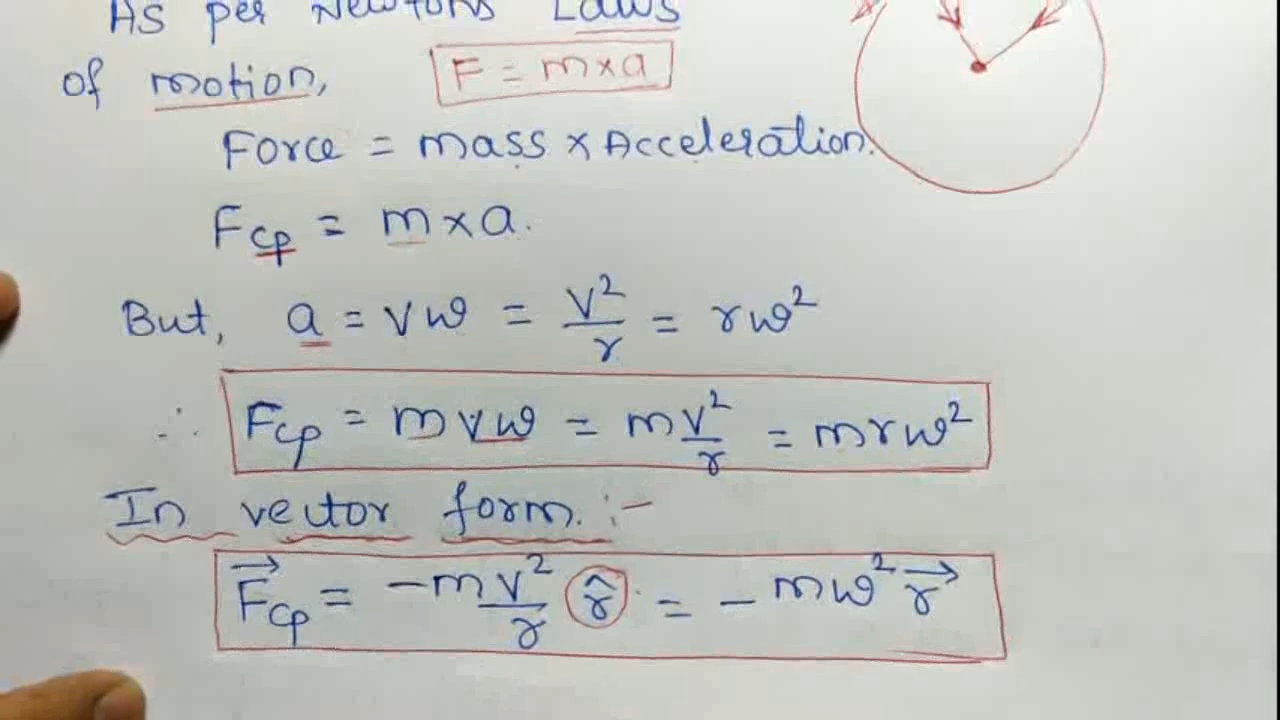 As per Newtons Laws
of motion, F = m×a
Force = mass × Acceleration.
Fcp = m×a.
But, a = vω = v²/r = rω²
∴ Fcp = mvω = mv²/r = mrω²
In vector form :-
F⃗cp = -mv²/r r̂ = - mω² r⃗